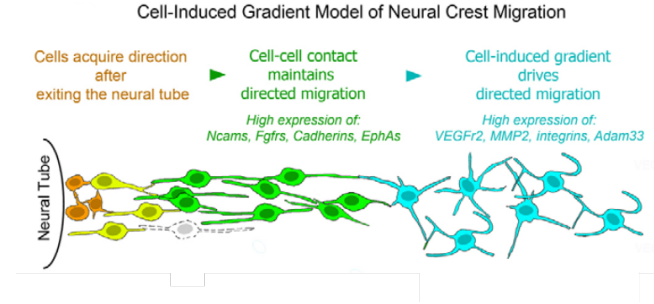 Cell-Induced Gradient Model of Neural Crest Migration
Cells acquire direction
after
exiting the neural tube
Cell-cell contact
maintains
directed migration
High expression of:
Ncams, Fgfrs, Cadherins, EphAs
Cell-induced gradient
drives
directed migration
High expression of:
VEGFr2, MMP2, integrins, Adam33
Neural Tube